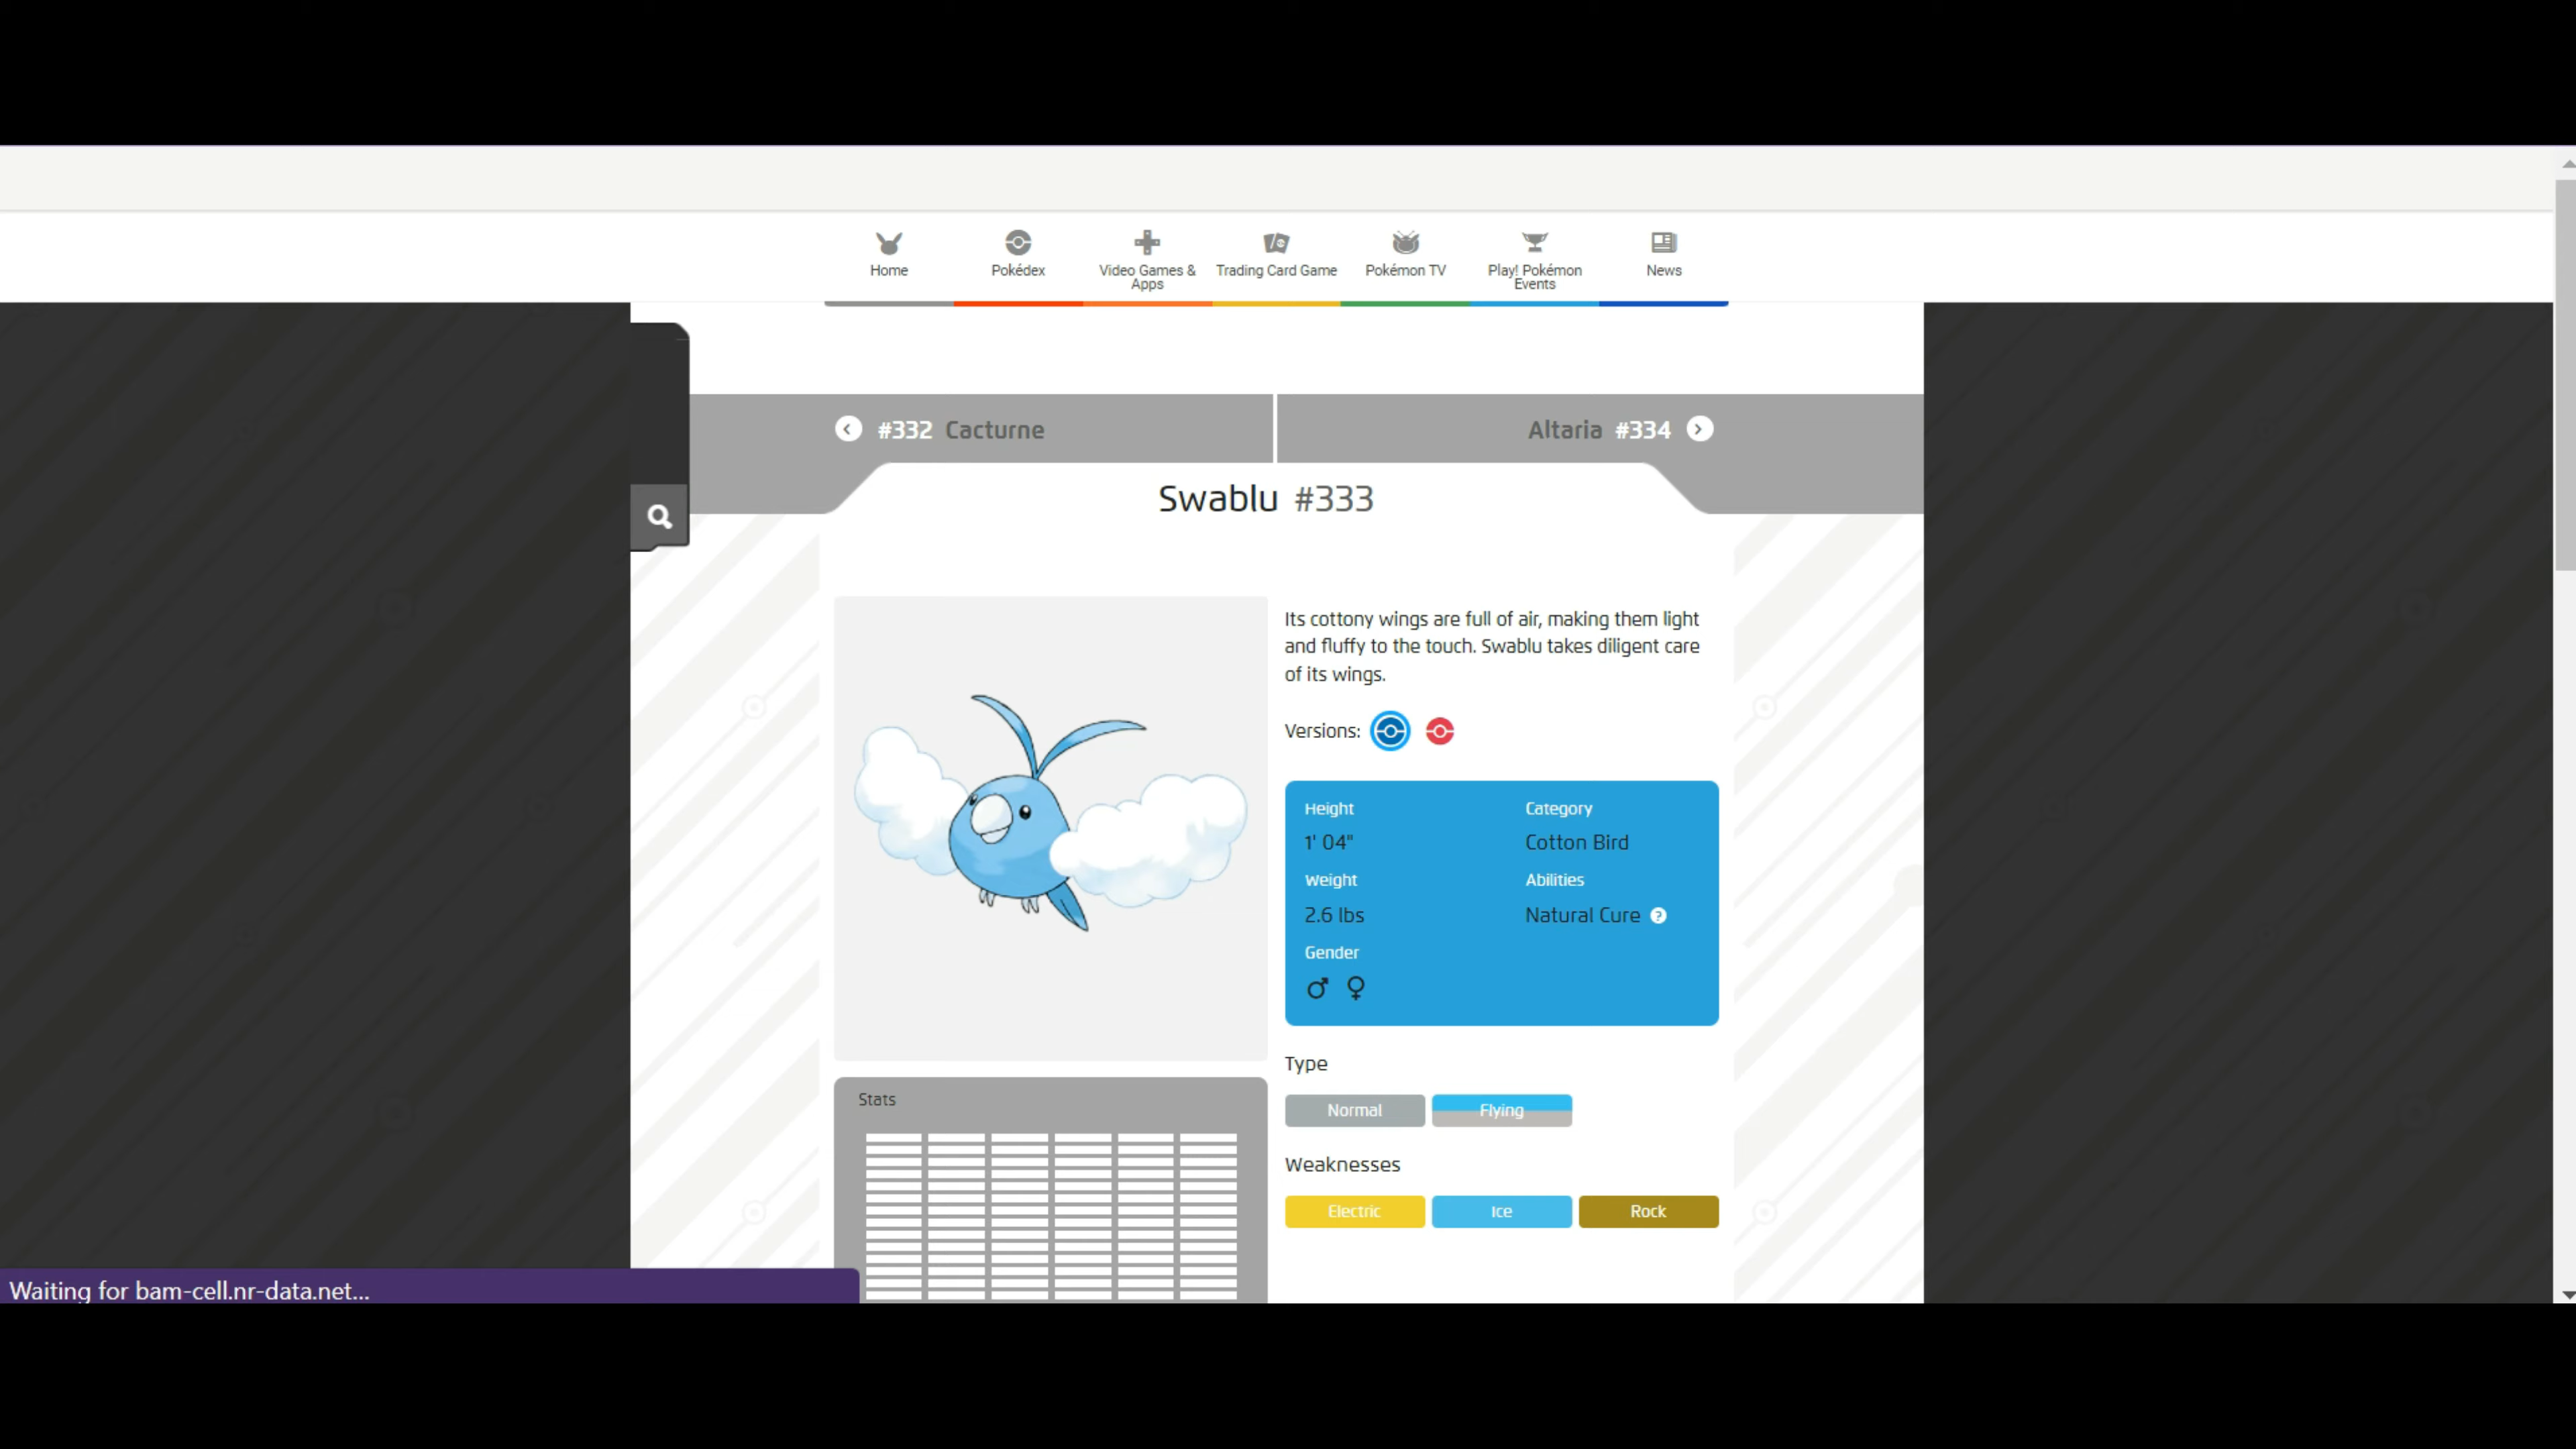 Home
Pokédex
Video Games &
Apps
Trading Card Game
Pokémon TV
Play! Pokémon
Events
News
#332 Cacturne
Altaria #334
Swablu #333
Its cottony wings are full of air, making them light
and fluffy to the touch. Swablu takes diligent care
of its wings.
Versions:
Height
1' 04"
Weight
2.6 lbs
Gender
Category
Cotton Bird
Abilities
Natural Cure ?
Type
Normal
Flying
Weaknesses
Electric
Ice
Rock
Stats
Waiting for bam-cell.nr-data.net...